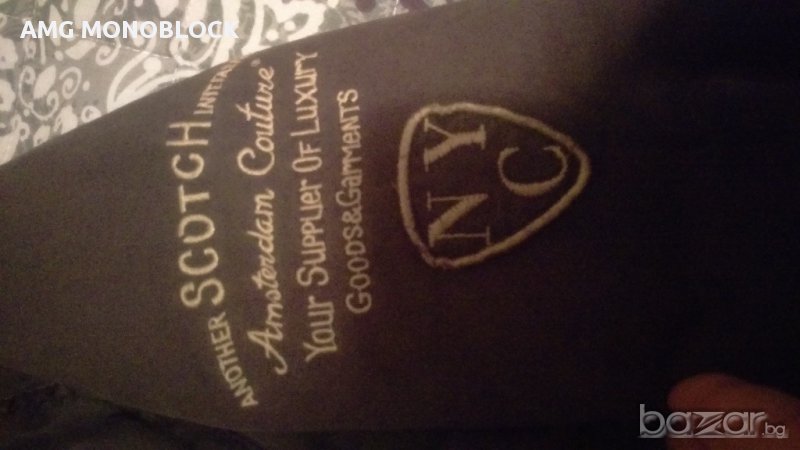 AMG MONOBLOCK
ANOTHER SCOTCH
Amsterdam Couture
Your Supplier Of Luxury
Goods&Garments
NY
C
bazar.bg